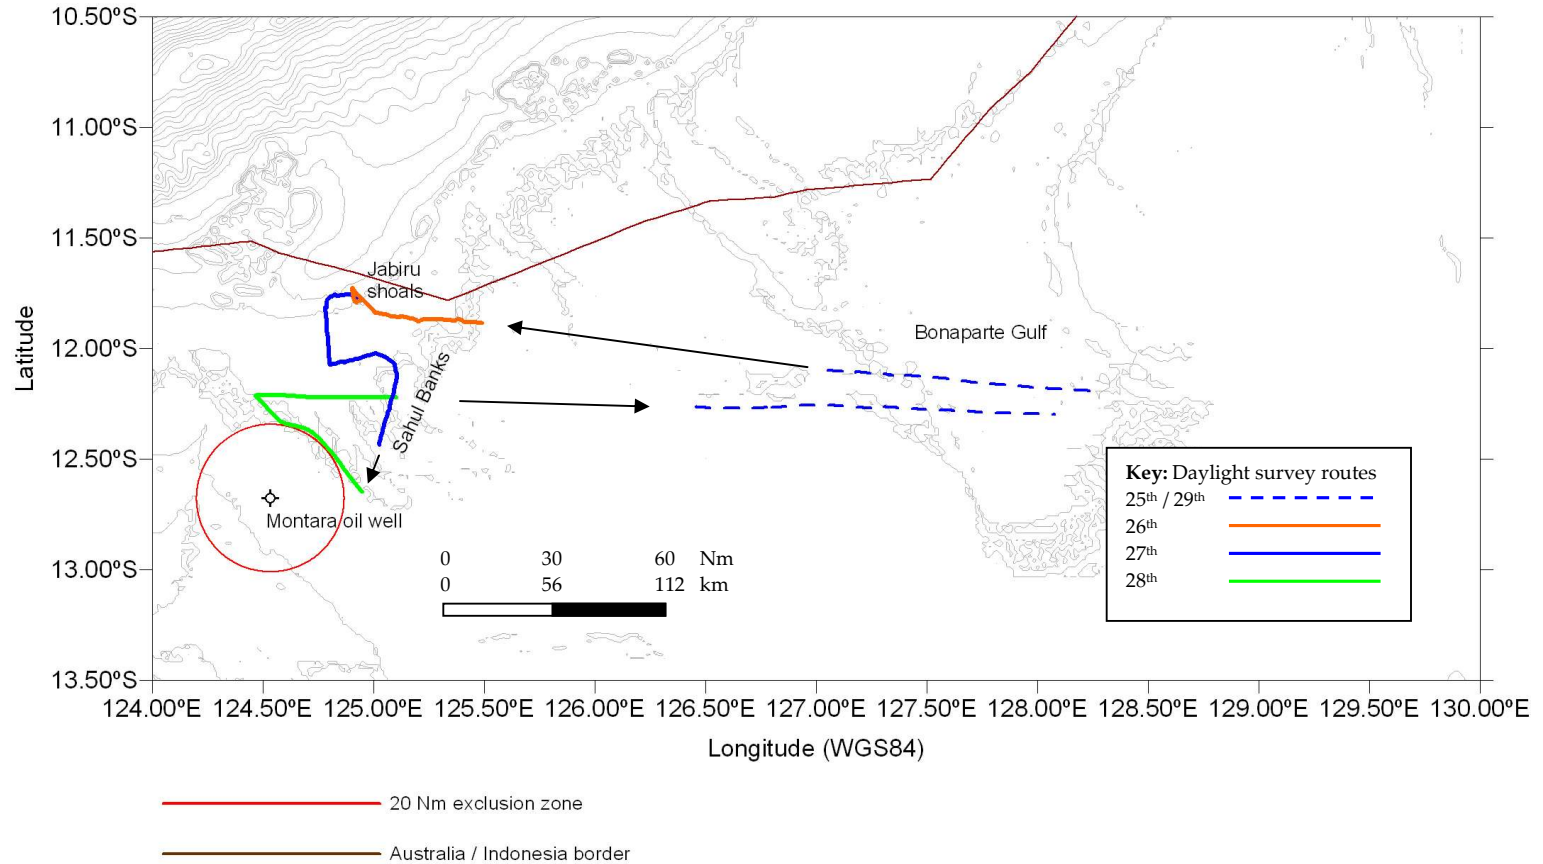 10.50ºS
11.00ºS
11.50ºS
12.00ºS
12.50ºS
13.00ºS
13.50ºS
Latitude
Jabiru
shoals
Bonaparte Gulf
Sahul Banks
Montara oil well
Key: Daylight survey routes
25th / 29th
26th
27th
28th
0 30 60 Nm
0 56 112 km
124.00ºE 124.50ºE 125.00ºE 125.50ºE 126.00ºE 126.50ºE 127.00ºE 127.50ºE 128.00ºE 128.50ºE 129.00ºE 129.50ºE 130.00ºE
Longitude (WGS84)
20 Nm exclusion zone
Australia / Indonesia border